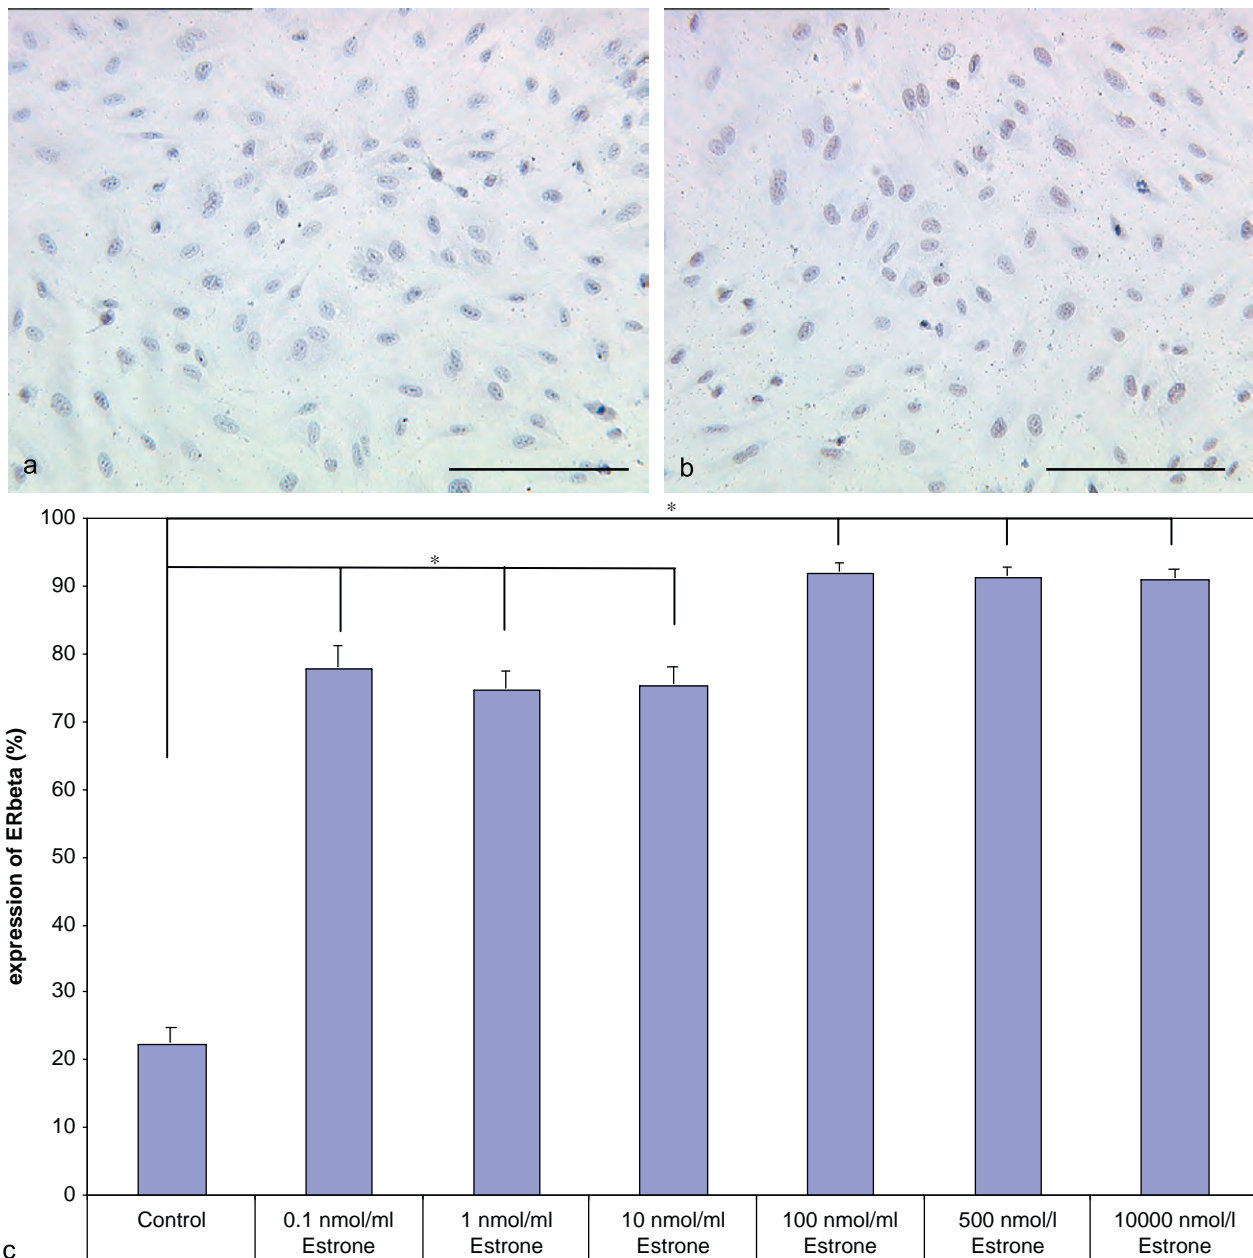 a
b
*
*
100
90
80
70
60
50
40
30
20
10
0
expression of ERbeta (%)
Control
0.1 nmol/ml
Estrone
1 nmol/ml
Estrone
10 nmol/ml
Estrone
100 nmol/ml
Estrone
500 nmol/l
Estrone
10000 nmol/l
Estrone
c